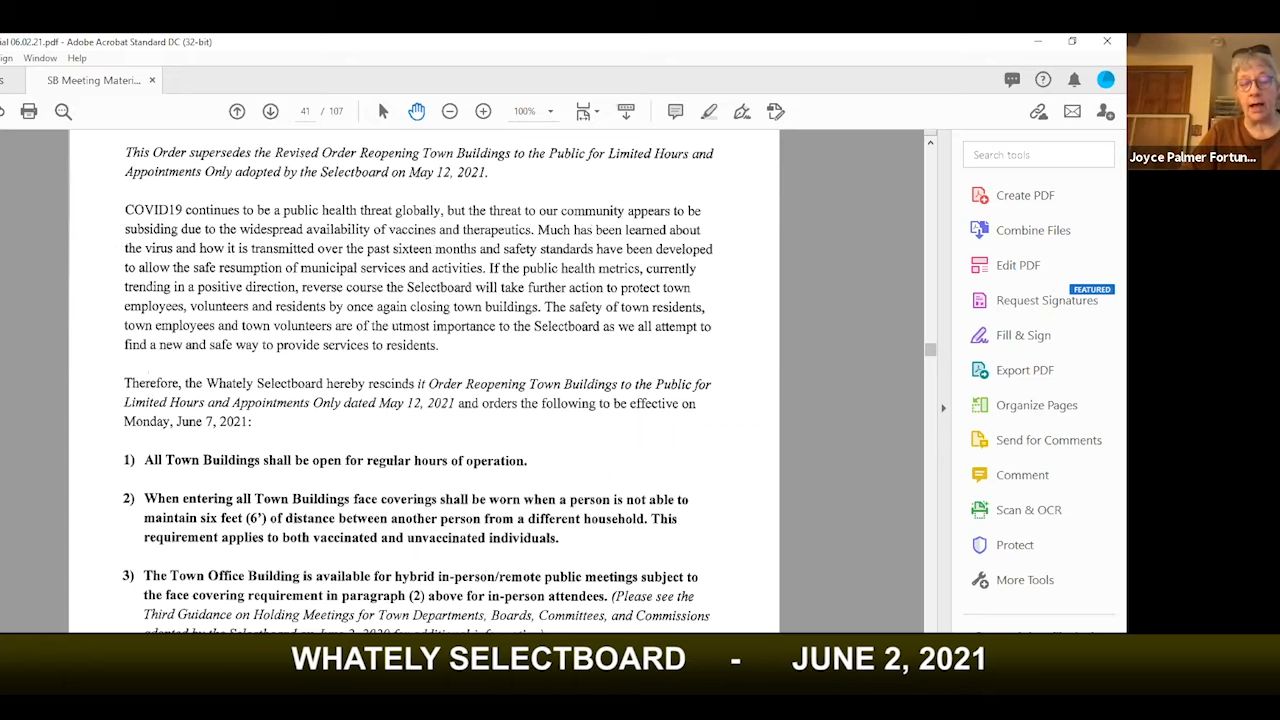 ial 06.02.21.pdf - Adobe Acrobat Standard DC (32-bit)
ign Window Help
s SB Meeting Materi... ×
41 / 107 100%
This Order supersedes the Revised Order Reopening Town Buildings to the Public for Limited Hours and
Appointments Only adopted by the Selectboard on May 12, 2021.
COVID19 continues to be a public health threat globally, but the threat to our community appears to be
subsiding due to the widespread availability of vaccines and therapeutics. Much has been learned about
the virus and how it is transmitted over the past sixteen months and safety standards have been developed
to allow the safe resumption of municipal services and activities. If the public health metrics, currently
trending in a positive direction, reverse course the Selectboard will take further action to protect town
employees, volunteers and residents by once again closing town buildings. The safety of town residents,
town employees and town volunteers are of the utmost importance to the Selectboard as we all attempt to
find a new and safe way to provide services to residents.
Therefore, the Whately Selectboard hereby rescinds it Order Reopening Town Buildings to the Public for
Limited Hours and Appointments Only dated May 12, 2021 and orders the following to be effective on
Monday, June 7, 2021:
1) All Town Buildings shall be open for regular hours of operation.
2) When entering all Town Buildings face coverings shall be worn when a person is not able to
maintain six feet (6’) of distance between another person from a different household. This
requirement applies to both vaccinated and unvaccinated individuals.
3) The Town Office Building is available for hybrid in-person/remote public meetings subject to
the face covering requirement in paragraph (2) above for in-person attendees. (Please see the
Third Guidance on Holding Meetings for Town Departments, Boards, Committees, and Commissions
adopted by the Selectboard on June 2, 2020 for additional information)
Search tools
Create PDF
Combine Files
Edit PDF
FEATURED
Request Signatures
Fill & Sign
Export PDF
Organize Pages
Send for Comments
Comment
Scan & OCR
Protect
More Tools
Joyce Palmer Fortun...
WHATELY SELECTBOARD - JUNE 2, 2021